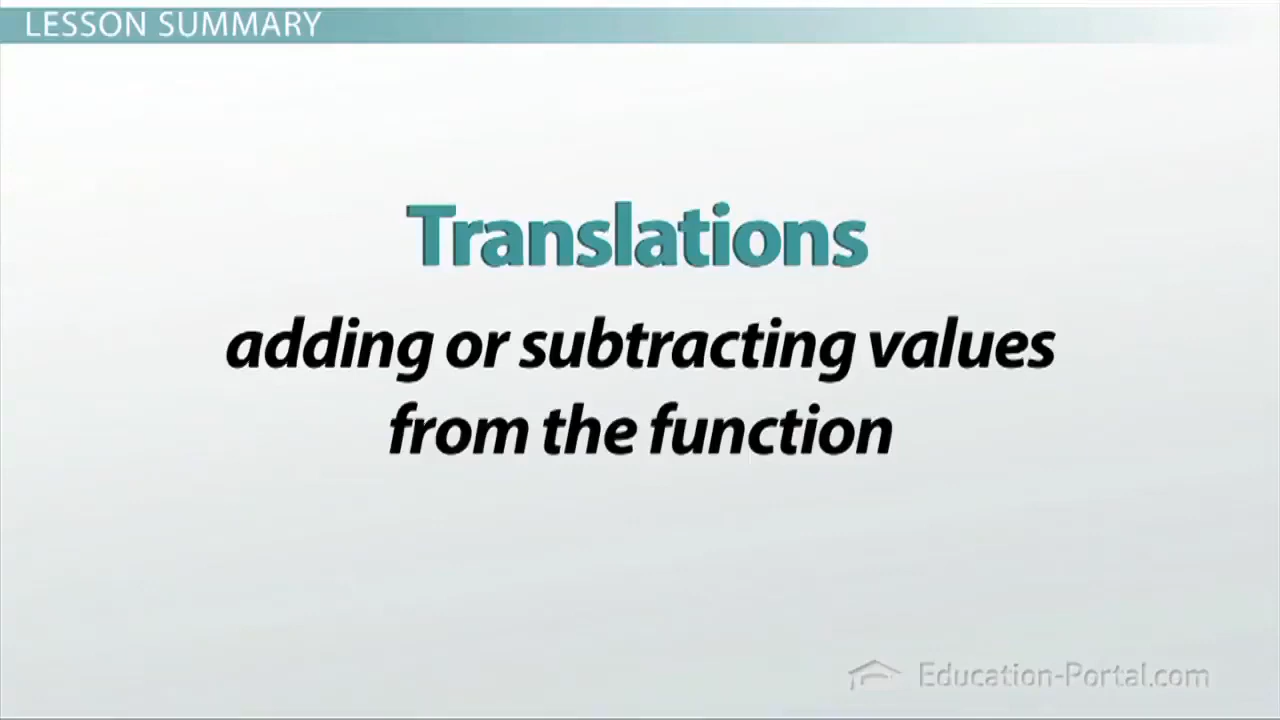 LESSON SUMMARY
Translations
adding or subtracting values
from the function
Education-Portal.com